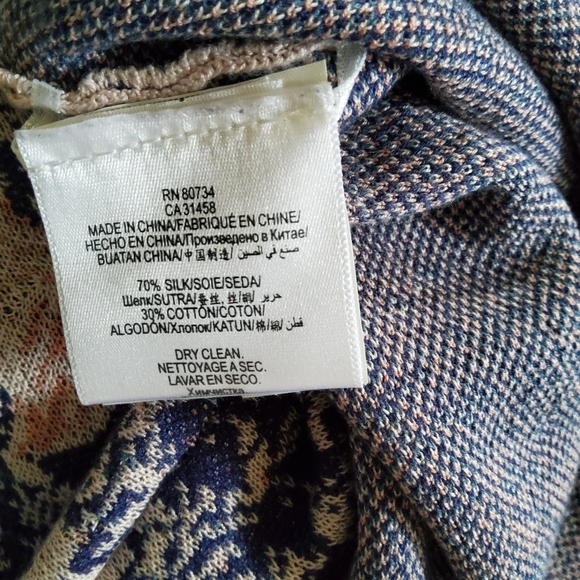 RN 80734
CA 31458
MADE IN CHINA/FABRIQUÉ EN CHINE/
HECHO EN CHINA/Произведено в Китае/
BUATAN CHINA/中国制造/ صنع في الصين
70% SILK/SOIE/SEDA/
Шелк/SUTRA/蚕丝, 丝/絹/ حرير
30% COTTON/COTON/
ALGODÓN/Хлопок/KATUN/棉/綿/ قطن
DRY CLEAN.
NETTOYAGE A SEC.
LAVAR EN SECO.
Химчистка.